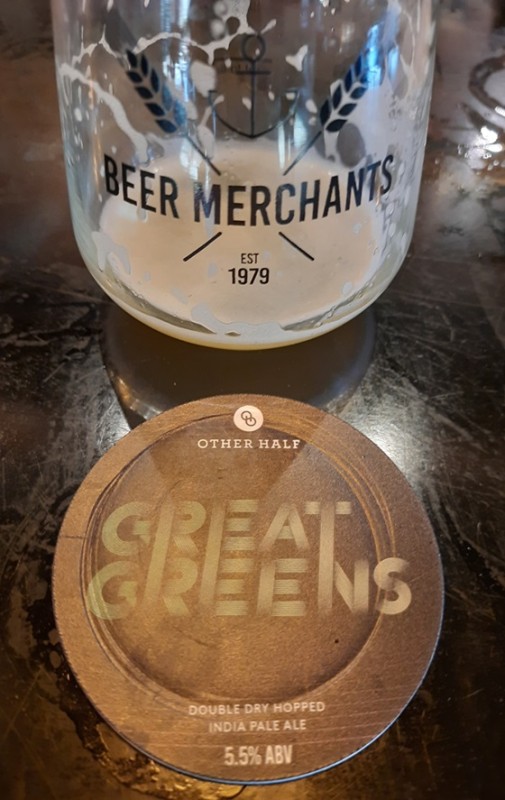 BEER MERCHANTS
EST
1979
OTHER HALF
GREAT
GREENS
DOUBLE DRY HOPPED
INDIA PALE ALE
5.5% ABV